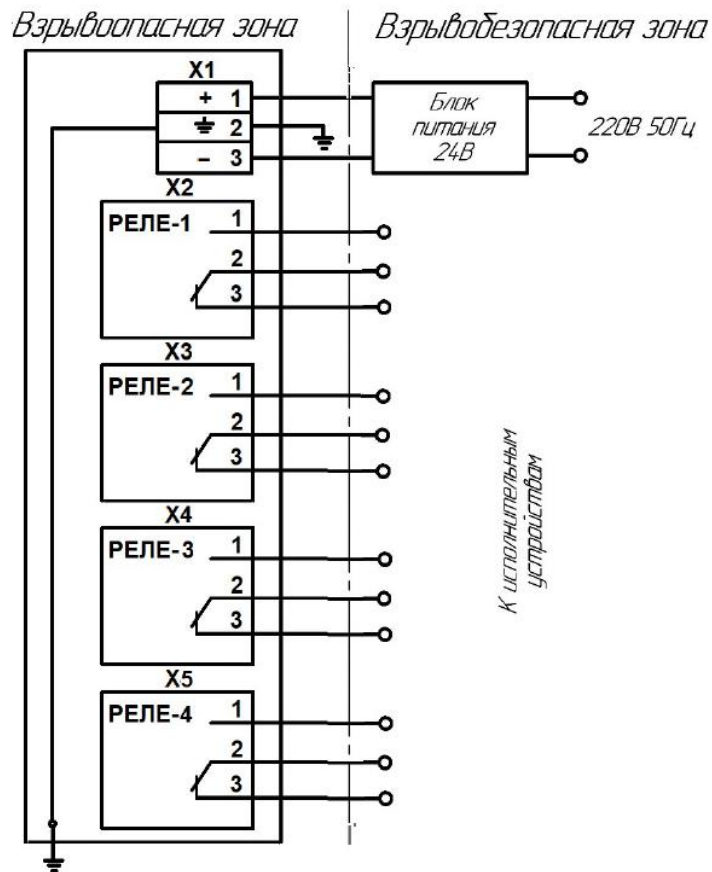 Взрывоопасная зона
Взрывобезопасная зона
X1
+ 1
2
– 3
Блок
питания
24В
220В 50Гц
X2
РЕЛЕ-1
1
2
3
X3
РЕЛЕ-2
1
2
3
X4
РЕЛЕ-3
1
2
3
X5
РЕЛЕ-4
1
2
3
К исполнительным
устройствам